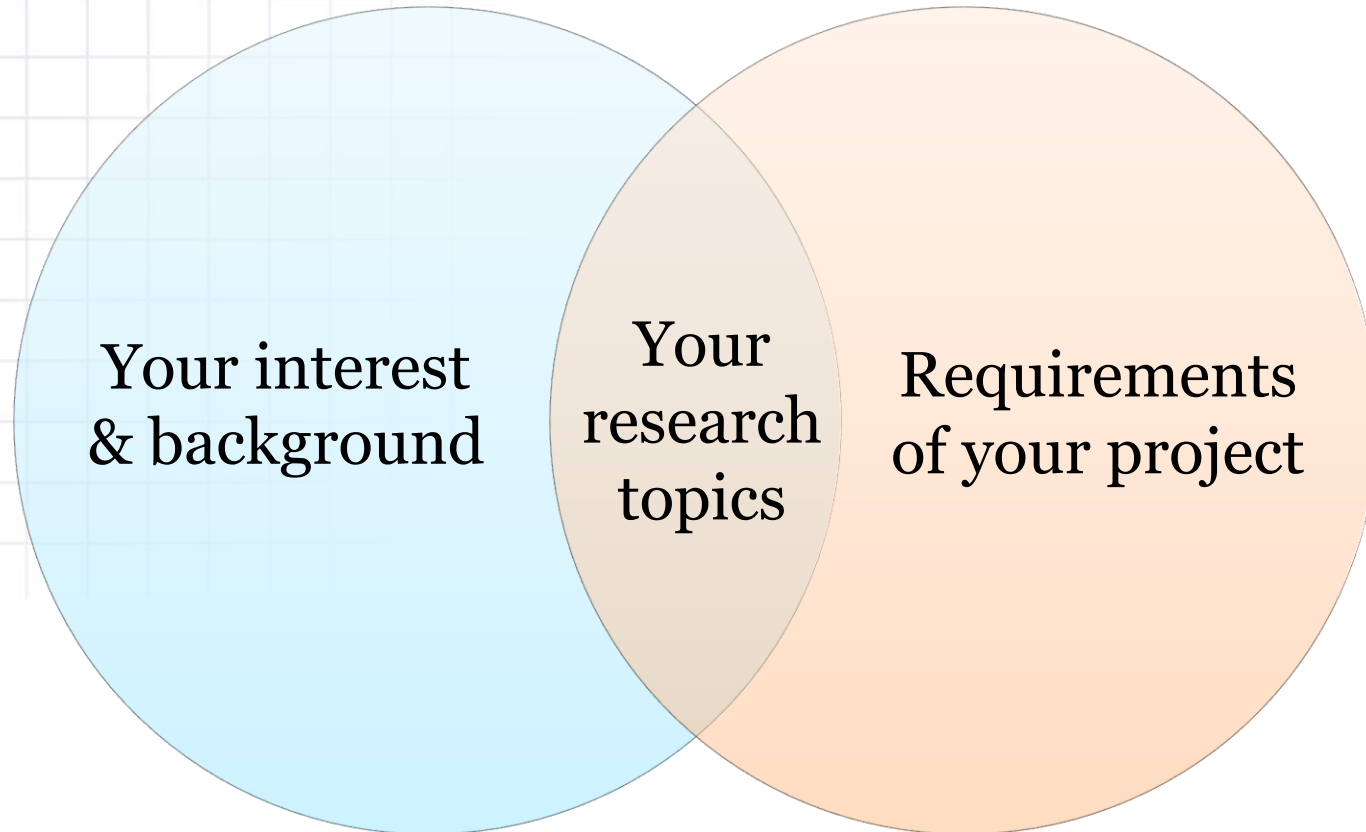 Your interest
& background
Your
research
topics
Requirements
of your project